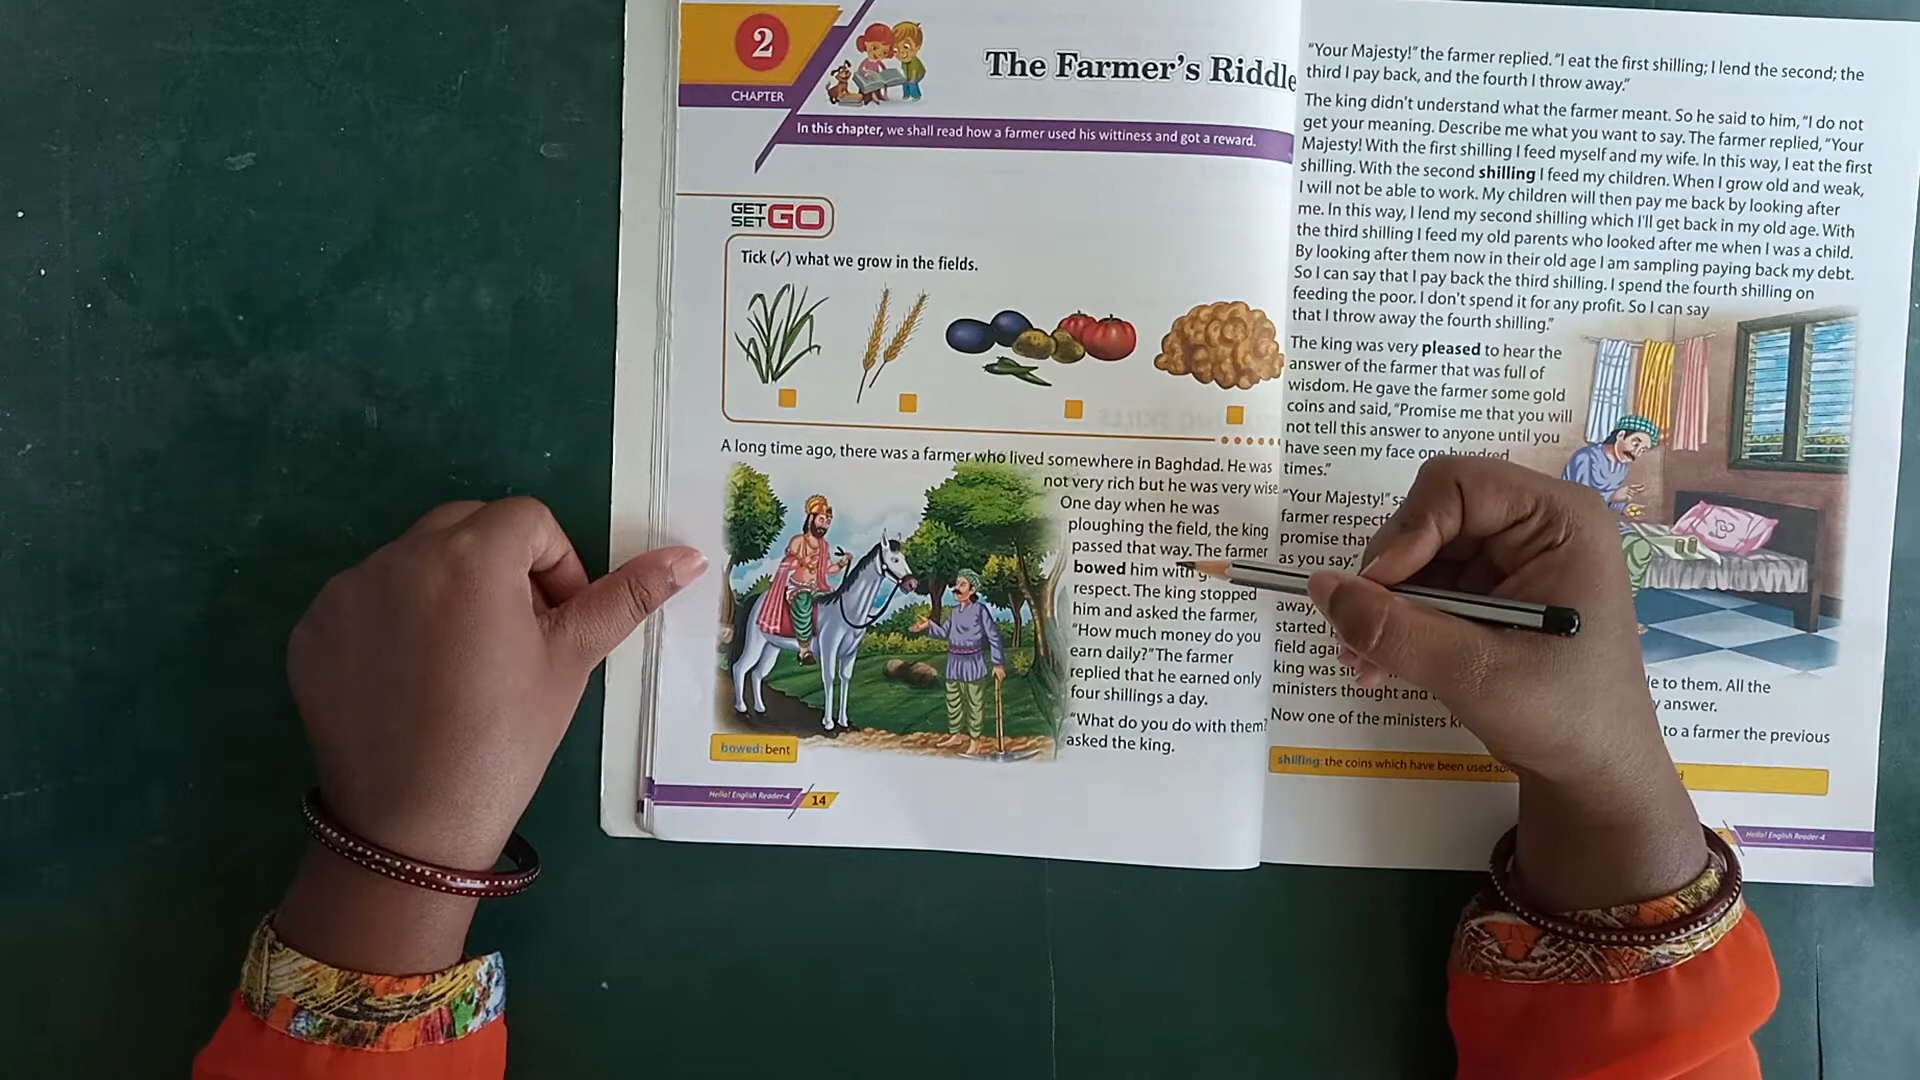 2
CHAPTER
The Farmer's Riddle
In this chapter, we shall read how a farmer used his wittiness and got a reward.
GET
SET
GO
Tick (✓) what we grow in the fields.
A long time ago, there was a farmer who lived somewhere in Baghdad. He was
not very rich but he was very wise
One day when he was
ploughing the field, the king
passed that way. The farmer
bowed him with
respect. The king stopped
him and asked the farmer,
"How much money do you
earn daily?" The farmer
replied that he earned only
four shillings a day.
"What do you do with them?
asked the king.
bowed: bent
Hello! English Reader-4
14
"Your Majesty!" the farmer replied. "I eat the first shilling; I lend the second; the
third I pay back, and the fourth I throw away."
The king didn't understand what the farmer meant. So he said to him, "I do not
get your meaning. Describe me what you want to say. The farmer replied, "Your
Majesty! With the first shilling I feed myself and my wife. In this way, I eat the first
shilling. With the second shilling I feed my children. When I grow old and weak,
I will not be able to work. My children will then pay me back by looking after
me. In this way, I lend my second shilling which I'll get back in my old age. With
the third shilling I feed my old parents who looked after me when I was a child.
By looking after them now in their old age I am sampling paying back my debt.
So I can say that I pay back the third shilling. I spend the fourth shilling on
feeding the poor. I don't spend it for any profit. So I can say
that I throw away the fourth shilling."
The king was very pleased to hear the
answer of the farmer that was full of
wisdom. He gave the farmer some gold
coins and said, "Promise me that you will
not tell this answer to anyone until you
have seen my face one hundred
times."
"Your Majesty!"
farmer
promise that
as you say."
away,
started
field
king was
ministers thought and
to them. All the
answer.
Now one of the ministers
to a farmer the previous
shilling: the coins which have been used
Hello! English Reader-4